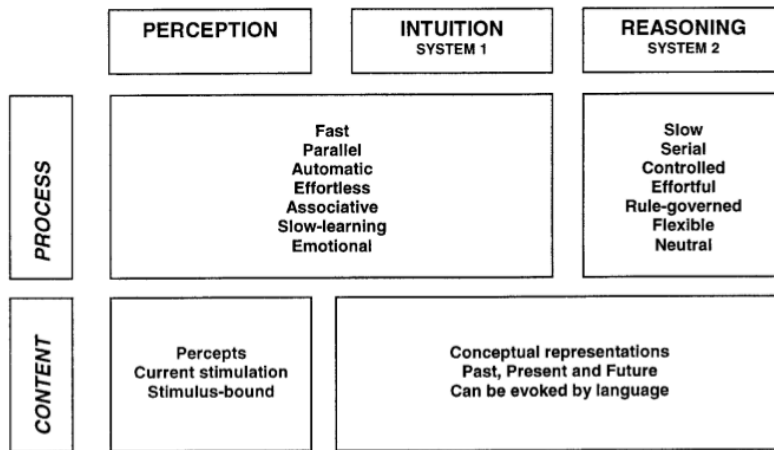 PERCEPTION
INTUITION
SYSTEM 1
REASONING
SYSTEM 2
PROCESS
Fast
Parallel
Automatic
Effortless
Associative
Slow-learning
Emotional
Slow
Serial
Controlled
Effortful
Rule-governed
Flexible
Neutral
CONTENT
Percepts
Current stimulation
Stimulus-bound
Conceptual representations
Past, Present and Future
Can be evoked by language